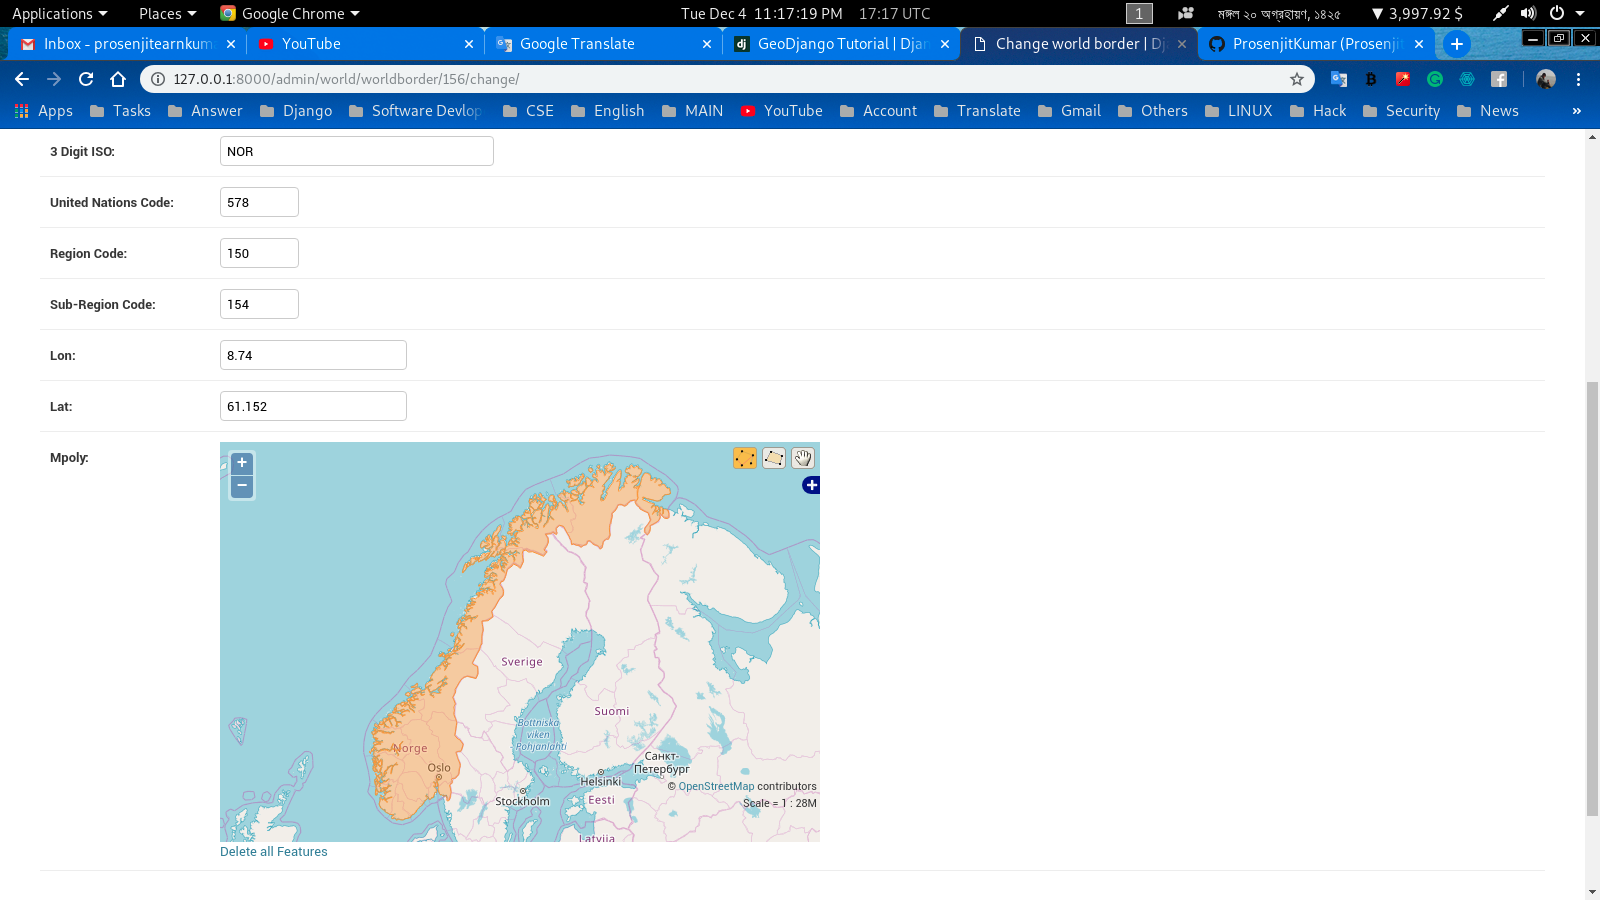 Applications Places Google Chrome Tue Dec 4 11:17:19 PM 17:17 UTC 1 মঙ্গল ২০ অগ্রহায়ণ, ১৪২৫ ▼ 3,997.92 $
Inbox - prosenjitearnkum YouTube Google Translate GeoDjango Tutorial | Djan Change world border | Dj ProsenjitKumar (Prosenji
127.0.0.1:8000/admin/world/worldborder/156/change/
Apps Tasks Answer Django Software Devlop CSE English MAIN YouTube Account Translate Gmail Others LINUX Hack Security News »
3 Digit ISO: NOR
United Nations Code: 578
Region Code: 150
Sub-Region Code: 154
Lon: 8.74
Lat: 61.152
Mpoly:
+
−
Sverige
Suomi
Bottniska
viken
Pohjanlahti
Norge
Oslo
Санкт-
Петербург
Helsinki
© OpenStreetMap contributors
Stockholm
Eesti
Scale = 1 : 28M
Latvija
Delete all Features